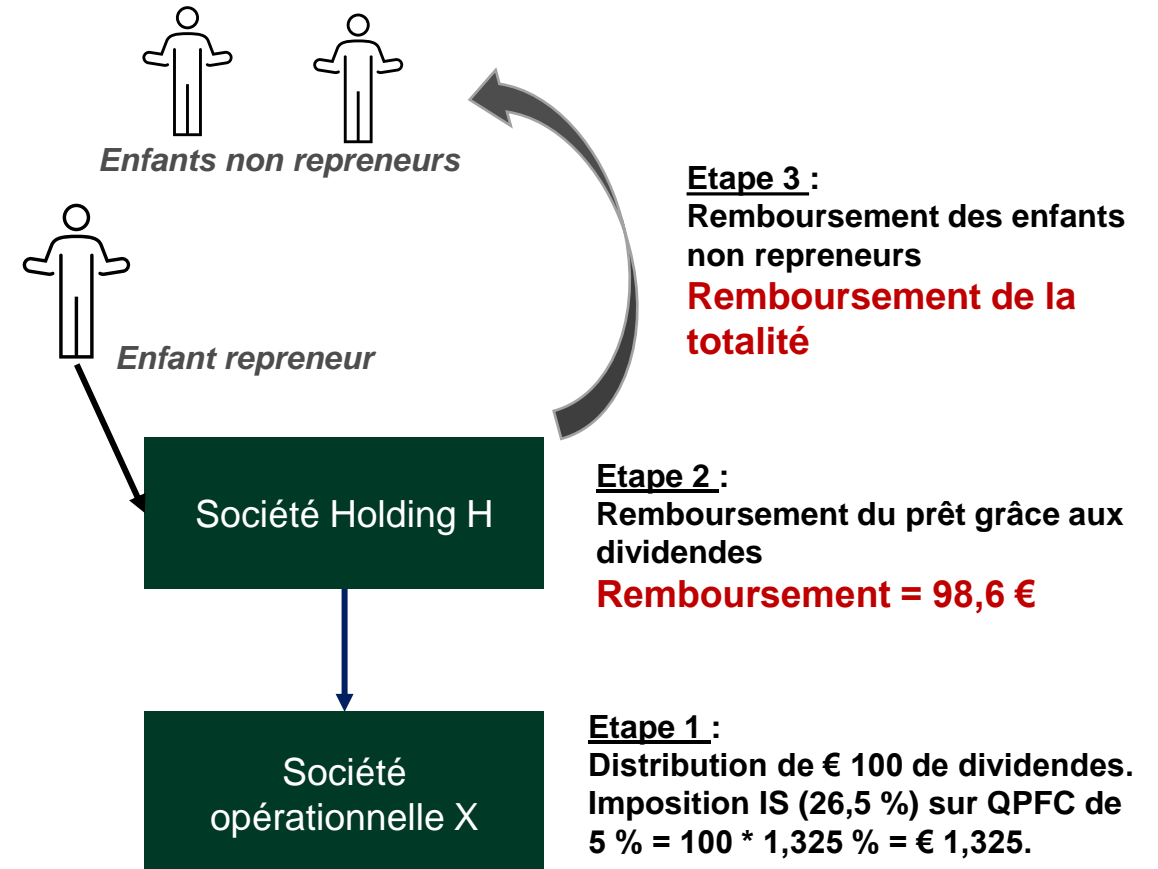 Enfants non repreneurs
Enfant repreneur
Etape 3 :
Remboursement des enfants
non repreneurs
Remboursement de la
totalité
Société Holding H
Etape 2 :
Remboursement du prêt grâce aux
dividendes
Remboursement = 98,6 €
Société
opérationnelle X
Etape 1 :
Distribution de € 100 de dividendes.
Imposition IS (26,5 %) sur QPFC de
5 % = 100 * 1,325 % = € 1,325.